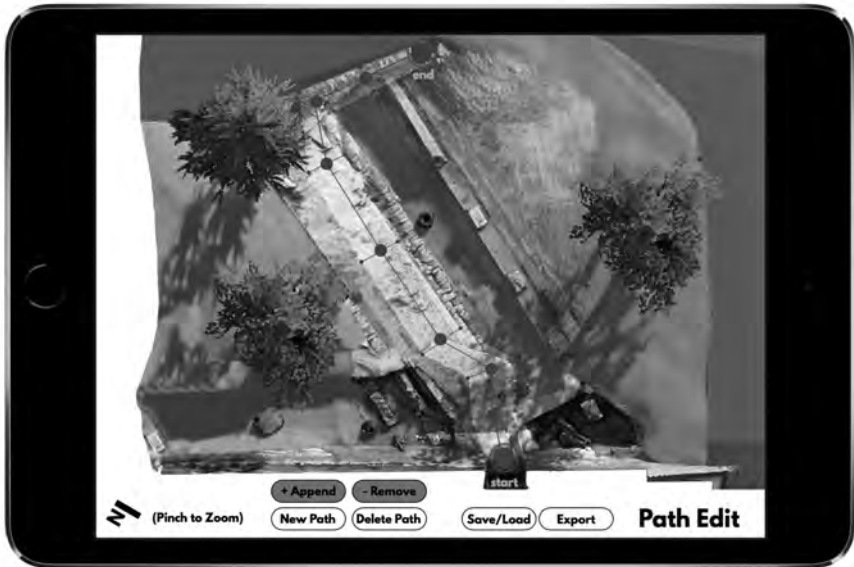 end
start
+ Append
- Remove
N
(Pinch to Zoom)
New Path
Delete Path
Save/Load
Export
Path Edit